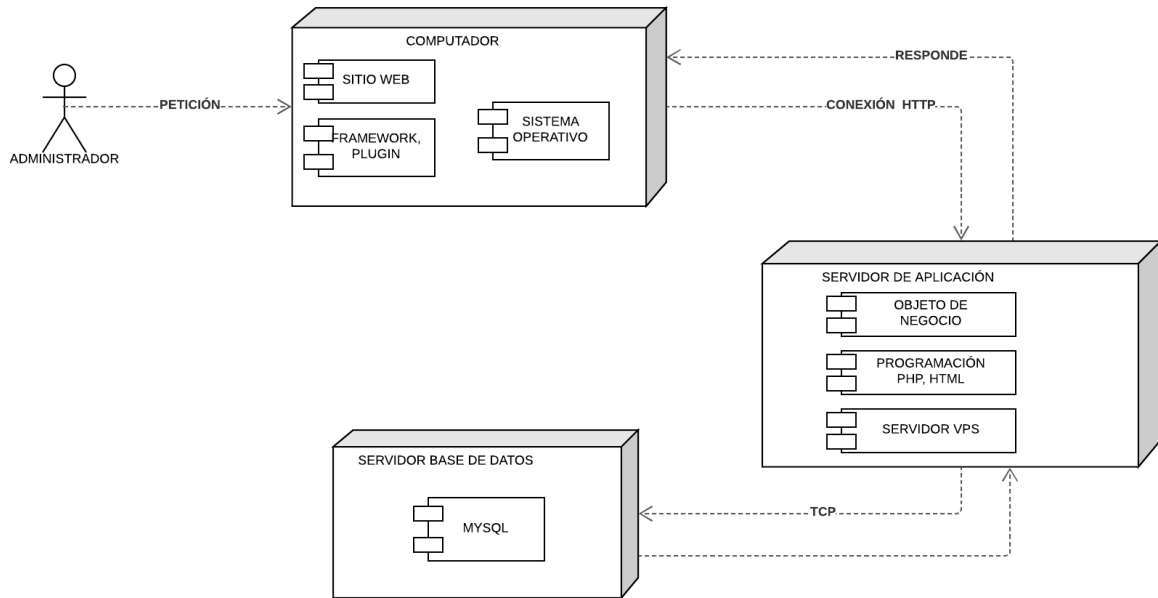 COMPUTADOR
SITIO WEB
FRAMEWORK,
PLUGIN
SISTEMA
OPERATIVO
PETICIÓN
ADMINISTRADOR
RESPONDE
CONEXIÓN HTTP
SERVIDOR DE APLICACIÓN
OBJETO DE
NEGOCIO
PROGRAMACIÓN
PHP, HTML
SERVIDOR VPS
SERVIDOR BASE DE DATOS
MYSQL
TCP